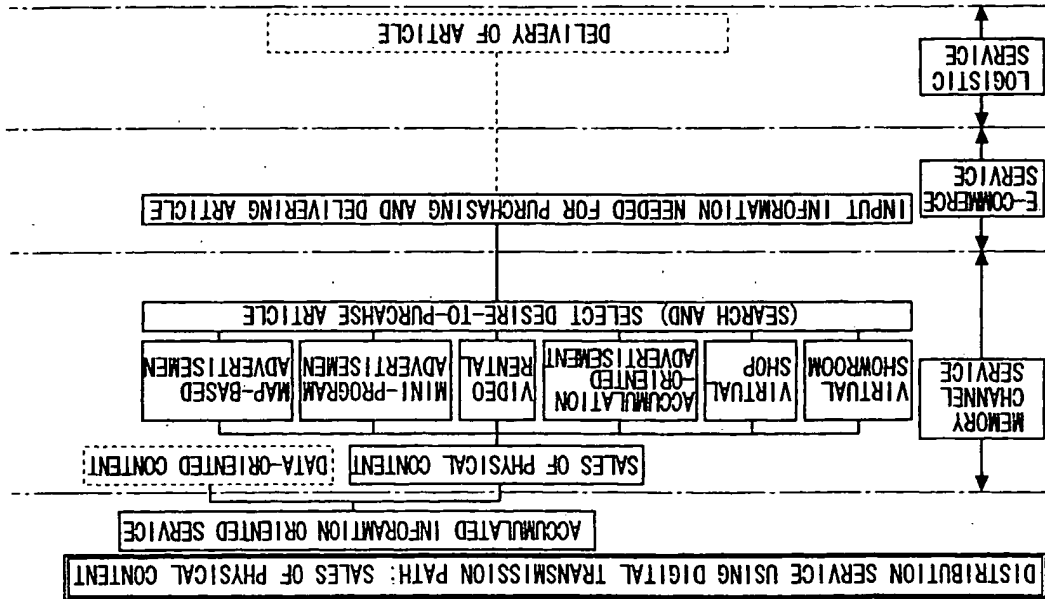 DISTRIBUTION SERVICE USING DIGITAL TRANSMISSION PATH: SALES OF PHYSICAL CONTENT
ACCUMULATED INFORAMTION ORIENTED SERVICE
SALES OF PHYSICAL CONTENT
DATA-ORIENTED CONTENT
MEMORY
CHANNEL
SERVICE
VIRTUAL
SHOWROOM
VIRTUAL
SHOP
ACCUMULATION
-ORIENTED
ADVERTISEMENT
VIDEO
RENTAL
MINI-PROGRAM
ADVERTISEMEN
MAP-BASED
ADVERTISEMEN
(SEARCH AND) SELECT DESIRE-TO-PURCAHSE ARTICLE
E-COMMERCE
SERVICE
INPUT INFORMATION NEEDED FOR PURCHASING AND DELIVERING ARTICLE
LOGISTIC
SERVICE
DELIVERY OF ARTICLE